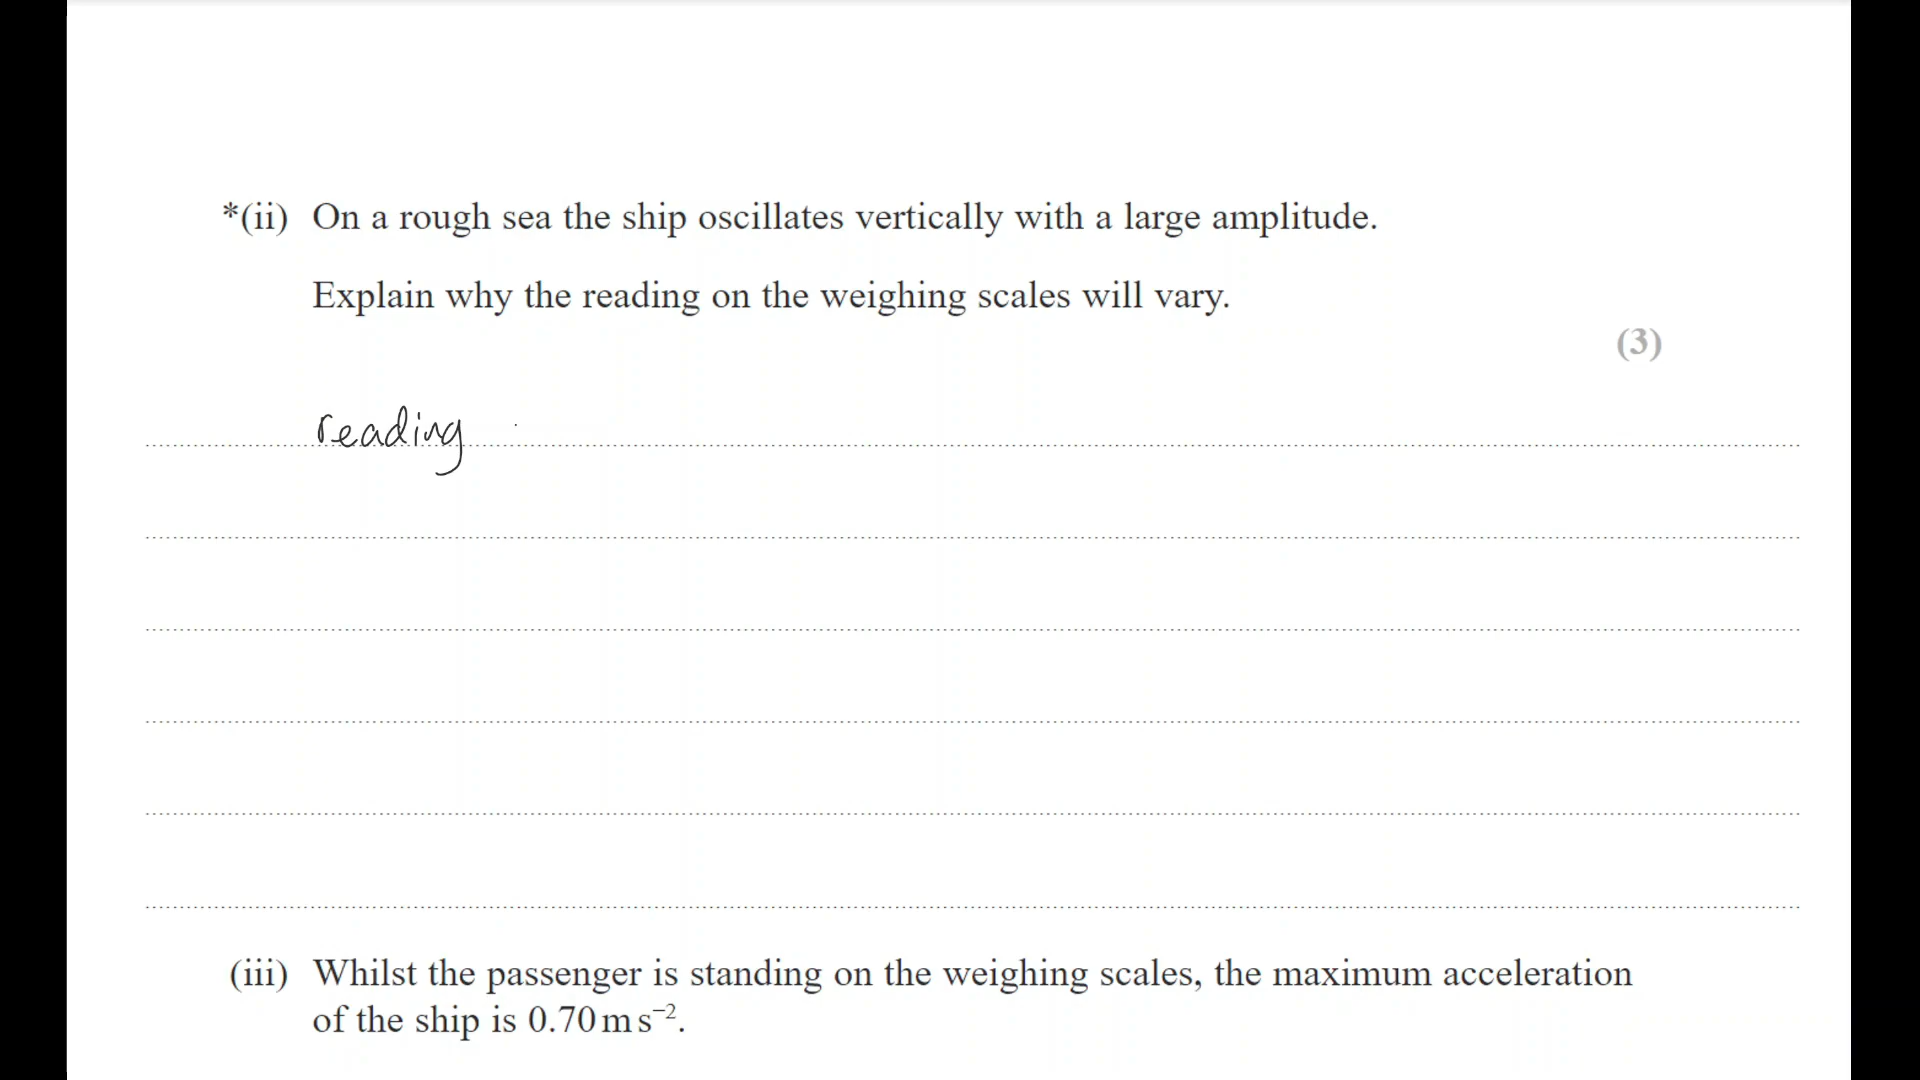 *(ii) On a rough sea the ship oscillates vertically with a large amplitude.
Explain why the reading on the weighing scales will vary.
(3)
reading
(iii) Whilst the passenger is standing on the weighing scales, the maximum acceleration
of the ship is 0.70 m s⁻².